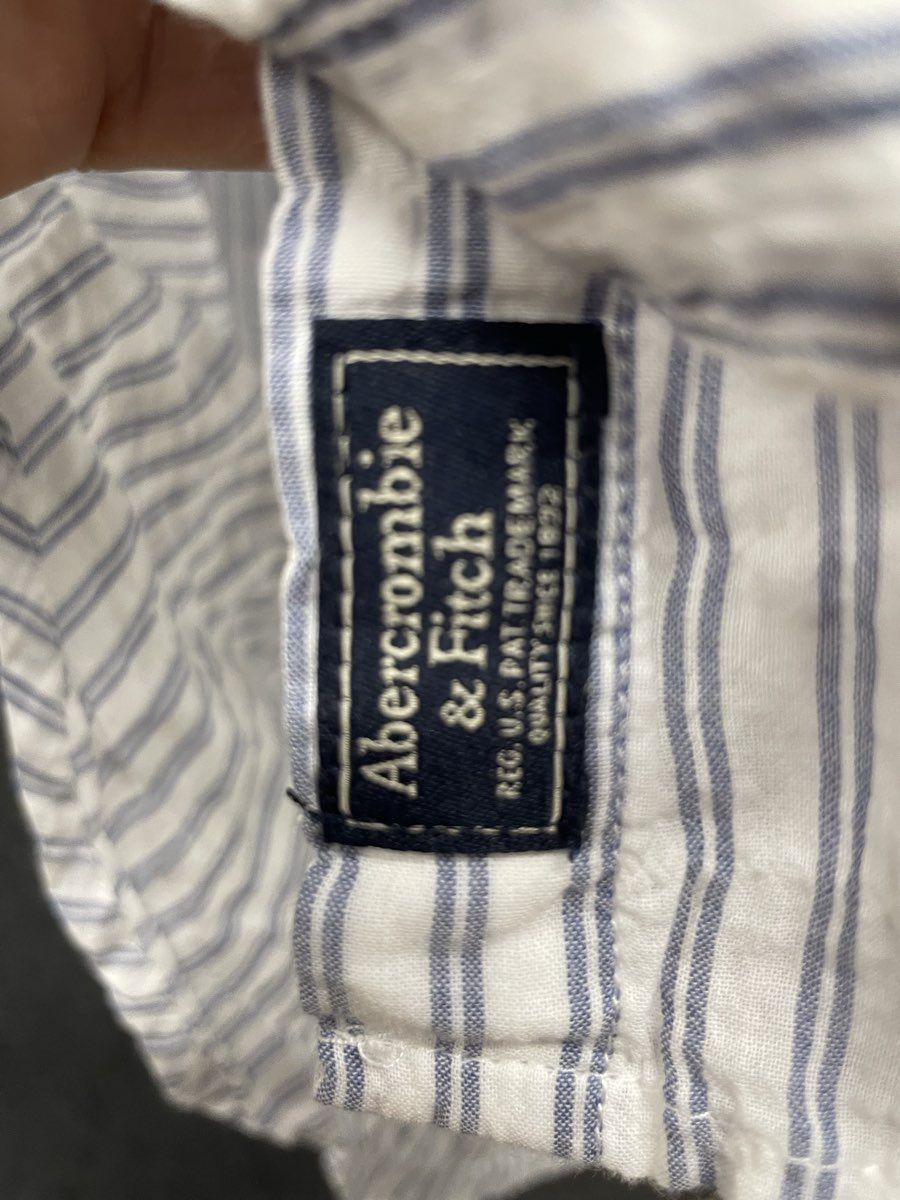 Abercrombie
& Fitch
REG. U.S. PAT. TRADEMARK
QUALITY SINCE 1892